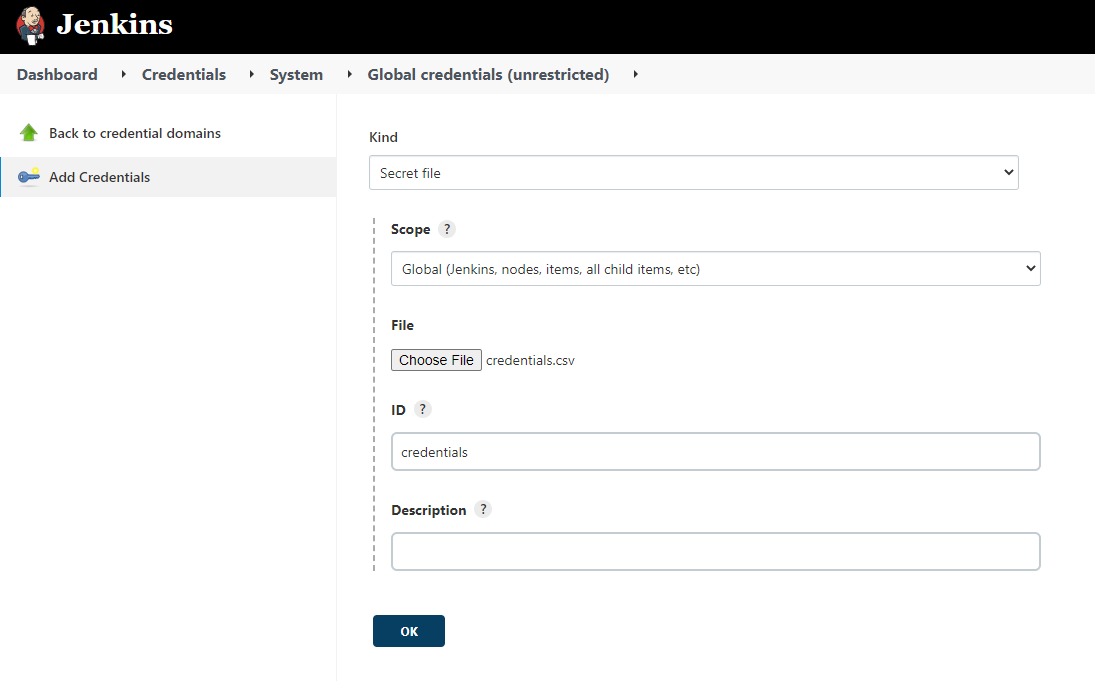 Jenkins
Dashboard Credentials System Global credentials (unrestricted)
Back to credential domains
Add Credentials
Kind
Secret file
Scope ?
Global (Jenkins, nodes, items, all child items, etc)
File
Choose File credentials.csv
ID ?
credentials
Description ?
OK